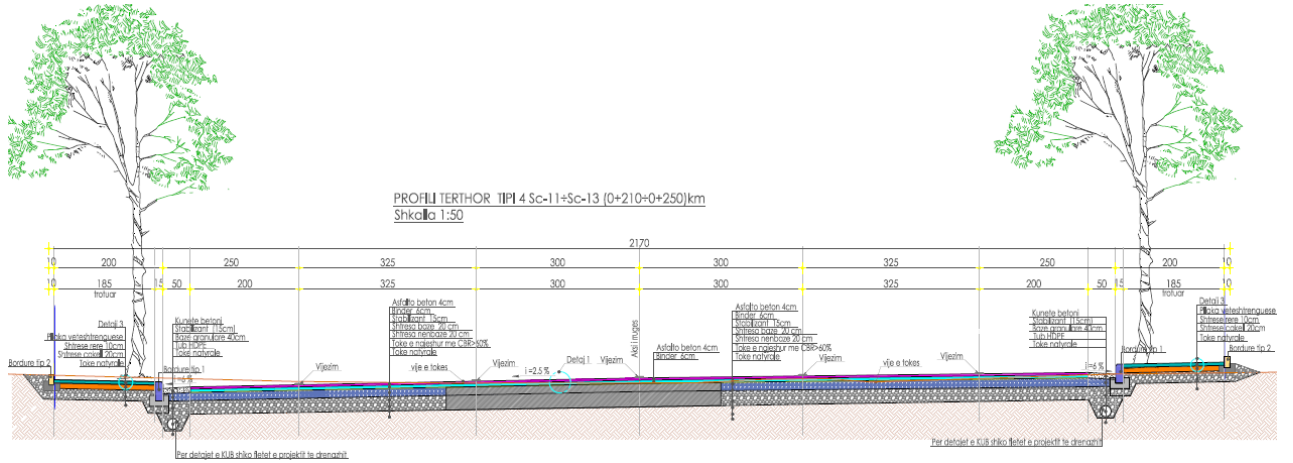 PROFILI TERTHOR TIPI 4 Sc-11÷Sc-13 (0+210÷0+250)km
Shkalla 1:50
2170
10 200 250 325 300 300 325 250 200 10
10 185 15 50 200 325 300 300 325 200 50 15 185 10
trotuar
trotuar
Detaj 3
Pllaka veteshtrenguese
Shtrese rere 10cm
Shtrese cakell 20cm
Toke natyrale
Bordure tip 2
Bordure tip 1
Kunete betoni
Stabilizant (15cm)
Baze granulore 40cm
Tub HDPE
Toke natyrale
Vijezim
vije e tokes
Asfalto beton 4cm
Binder 6cm
Stabilizant 15cm
Shtresa baze 20 cm
Shtresa nenbaze 20 cm
Toke e ngjeshur me CBR>50%
Toke natyrale
Vijezim
i=2.5 %
Detaj 1
Vijezim
Aksi rruges
Asfalto beton 4cm
Binder 6cm
Asfalto beton 4cm
Binder 6cm
Stabilizant 15cm
Shtresa baze 20 cm
Shtresa nenbaze 20 cm
Toke e ngjeshur me CBR>50%
Toke natyrale
Vijezim
vije e tokes
Vijezim
Kunete betoni
Stabilizant (15cm)
Baze granulore 40cm
Tub HDPE
Toke natyrale
i=6 %
Bordure tip 1
Detaj 3
Pllaka veteshtrenguese
Shtrese rere 10cm
Shtrese cakell 20cm
Toke natyrale
Bordure tip 2
Per detajet e KUB shiko fletet e projektit te drenazhit
Per detajet e KUB shiko fletet e projektit te drenazhit